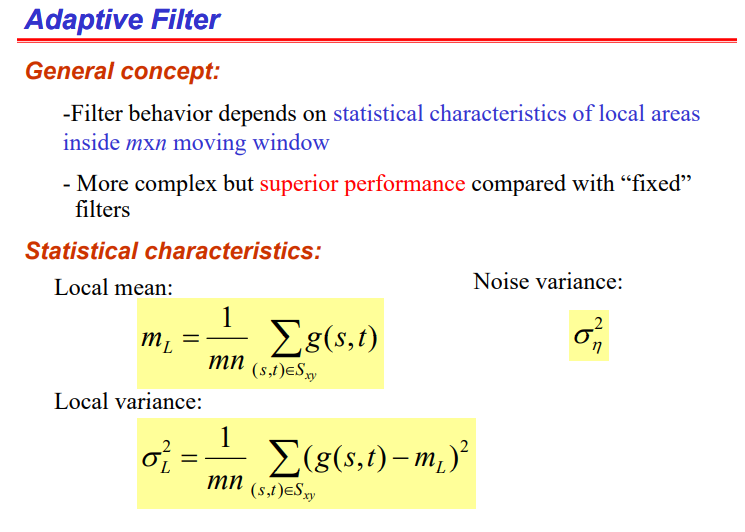 Adaptive Filter
General concept:
-Filter behavior depends on statistical characteristics of local areas
inside mxn moving window
- More complex but superior performance compared with “fixed”
filters
Statistical characteristics:
Local mean:
Noise variance:
m_L = \frac{1}{mn} \sum_{(s,t)\in S_{xy}} g(s,t)
\sigma_\eta^2
Local variance:
\sigma_L^2 = \frac{1}{mn} \sum_{(s,t)\in S_{xy}} (g(s,t) - m_L)^2